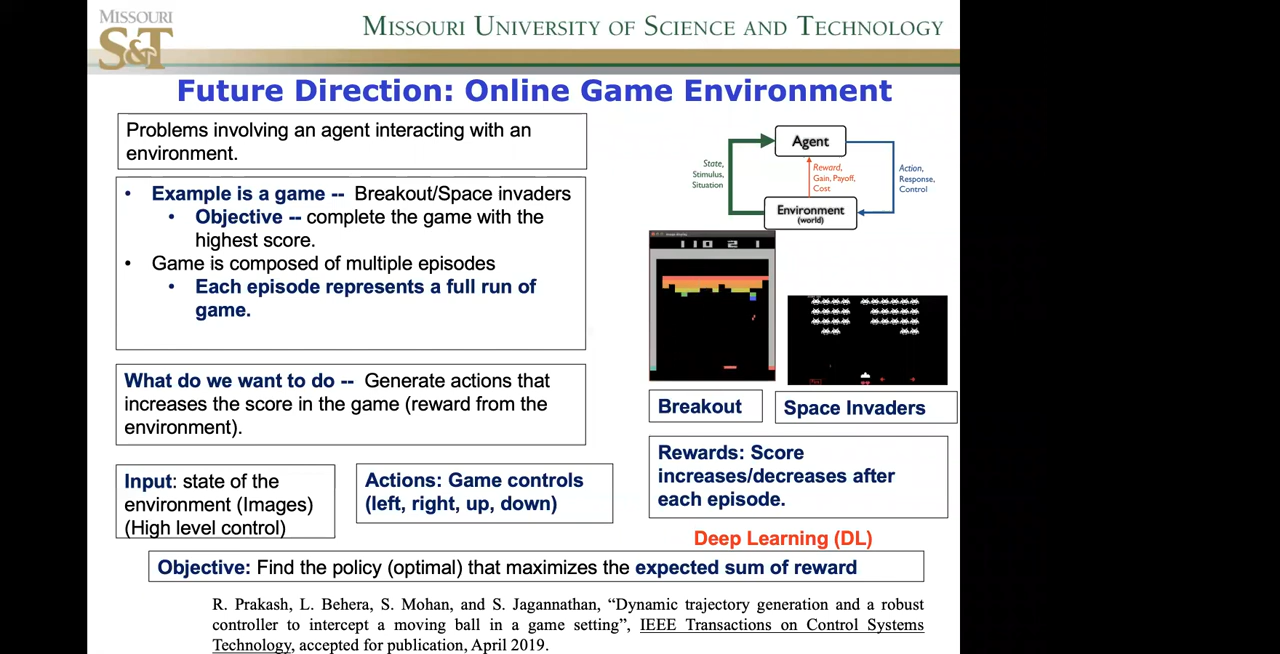 MISSOURI
S&T
MISSOURI UNIVERSITY OF SCIENCE AND TECHNOLOGY
Future Direction: Online Game Environment
Problems involving an agent interacting with an
environment.
• Example is a game -- Breakout/Space invaders
• Objective -- complete the game with the
highest score.
• Game is composed of multiple episodes
• Each episode represents a full run of
game.
What do we want to do -- Generate actions that
increases the score in the game (reward from the
environment).
Input: state of the
environment (Images)
(High level control)
Actions: Game controls
(left, right, up, down)
Agent
State,
Stimulus,
Situation
Reward,
Gain, Payoff,
Cost
Action,
Response,
Control
Environment
(world)
110 2 1
Breakout
Space Invaders
Rewards: Score
increases/decreases after
each episode.
Deep Learning (DL)
Objective: Find the policy (optimal) that maximizes the expected sum of reward
R. Prakash, L. Behera, S. Mohan, and S. Jagannathan, “Dynamic trajectory generation and a robust
controller to intercept a moving ball in a game setting”, IEEE Transactions on Control Systems
Technology, accepted for publication, April 2019.